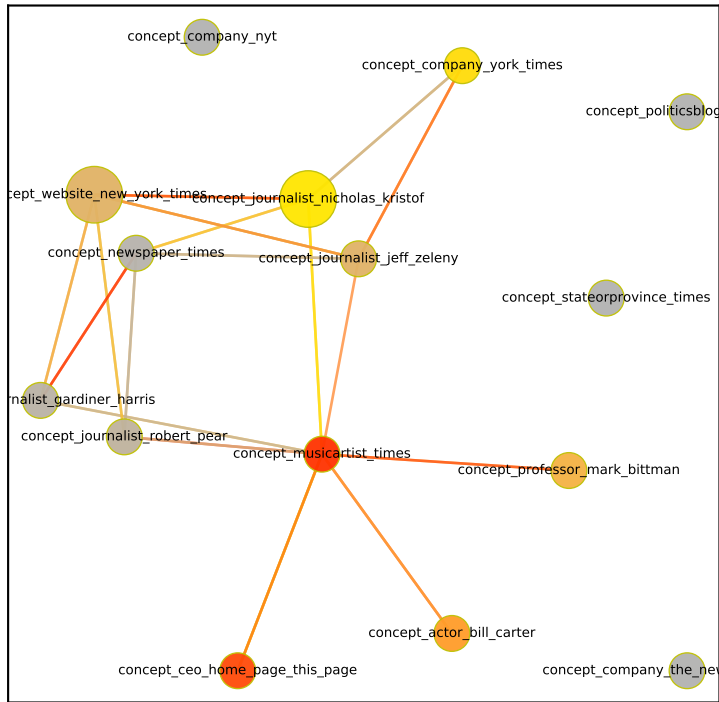 concept_company_nyt
concept_company_york_times
concept_politicsblog
cept_website_new_york_times
concept_journalist_nicholas_kristof
concept_newspaper_times
concept_journalist_jeff_zeleny
concept_stateorprovince_times
rnalist_gardiner_harris
concept_journalist_robert_pear
concept_musicartist_times
concept_professor_mark_bittman
concept_actor_bill_carter
concept_ceo_home_page_this_page
concept_company_the_new